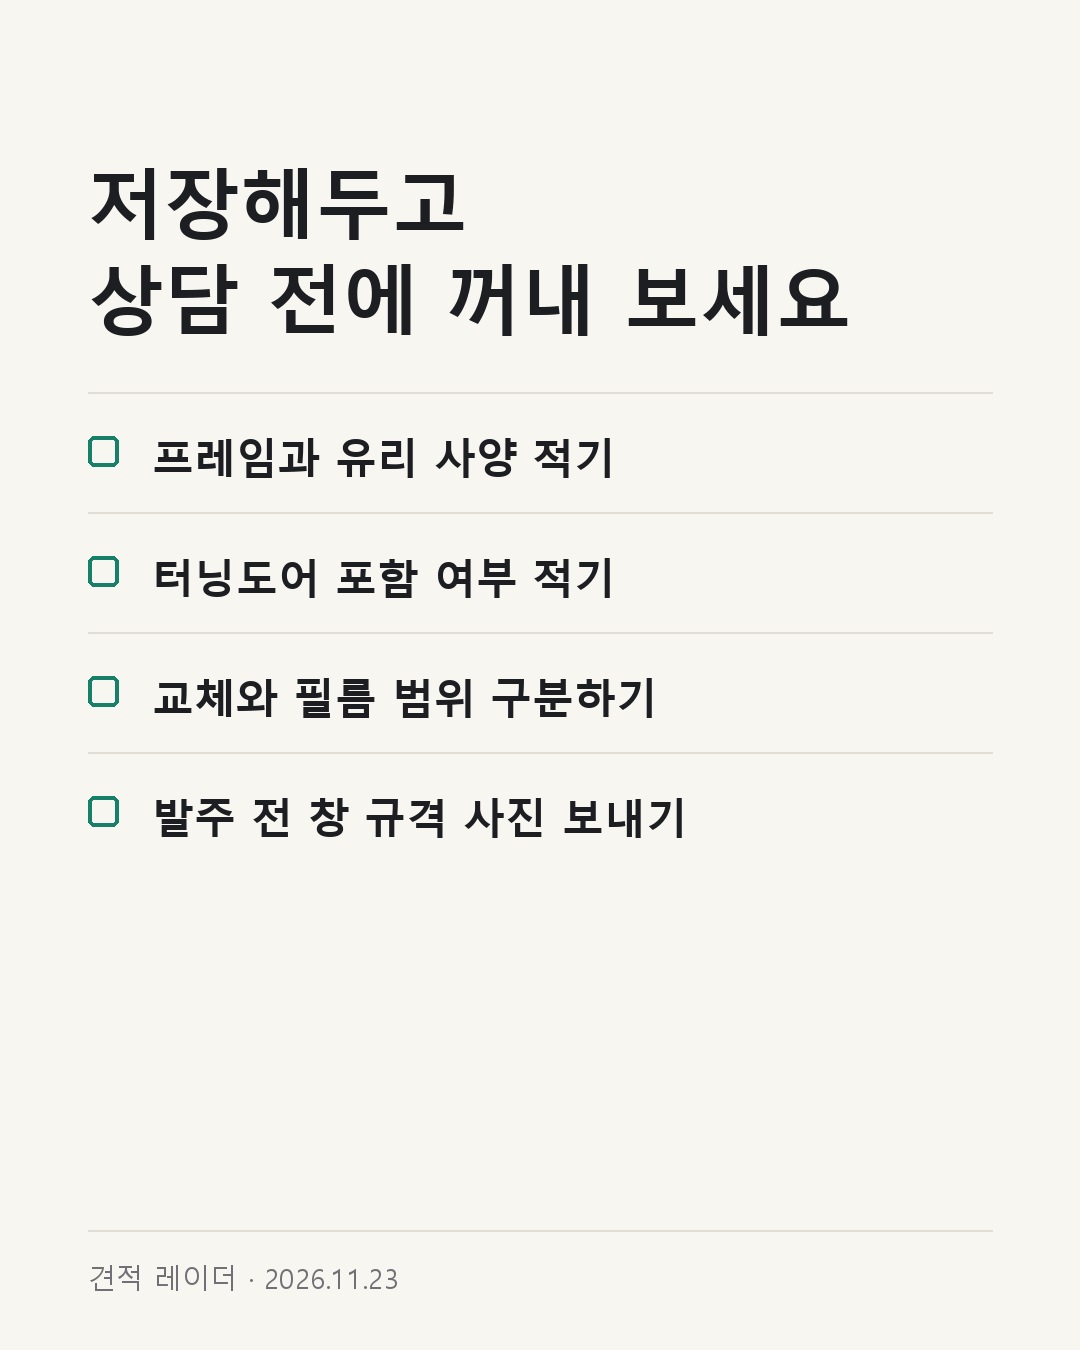 저장해두고
상담 전에 꺼내 보세요
프레임과 유리 사양 적기
터닝도어 포함 여부 적기
교체와 필름 범위 구분하기
발주 전 창 규격 사진 보내기
견적 레이더 · 2026.11.23